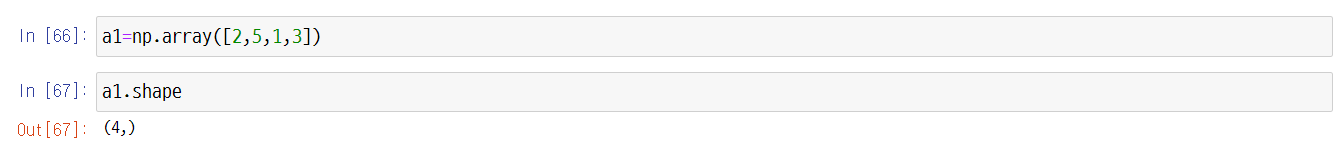 In [66]: a1=np.array([2,5,1,3])
In [67]: a1.shape
Out[67]: (4,)